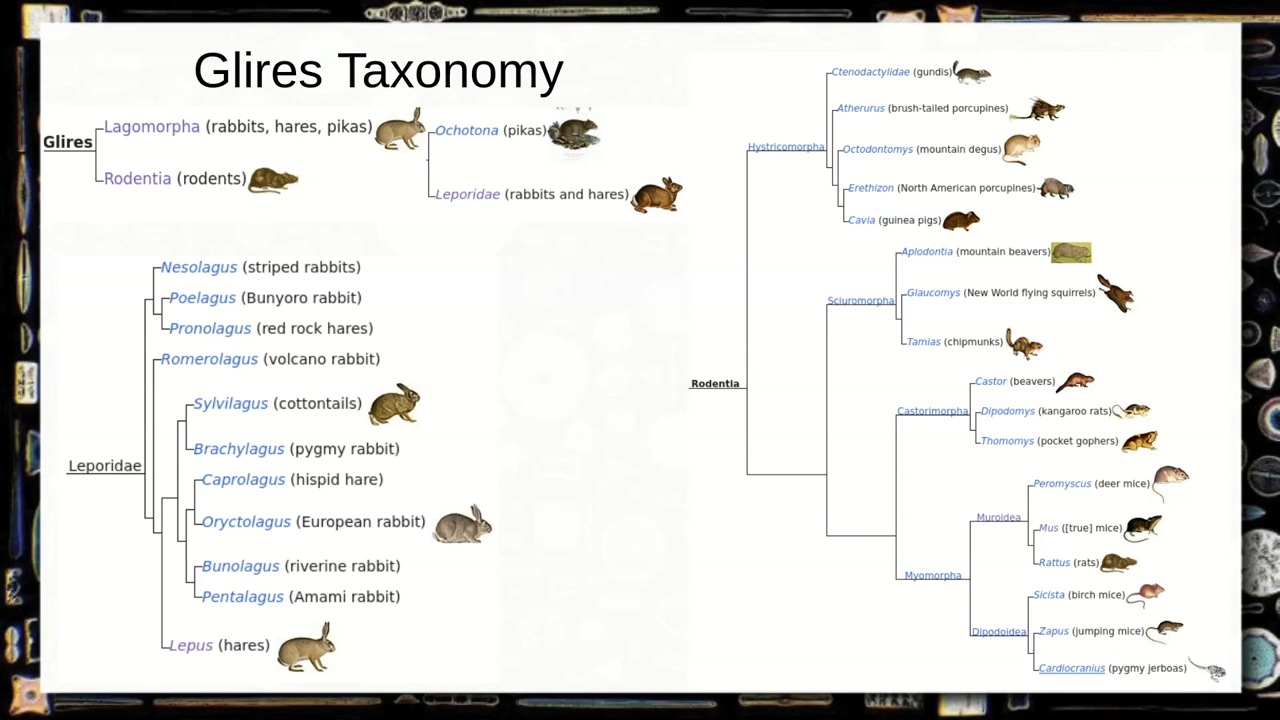 Glires Taxonomy
Glires
Lagomorpha (rabbits, hares, pikas)
Rodentia (rodents)
Ochotona (pikas)
Leporidae (rabbits and hares)
Leporidae
Nesolagus (striped rabbits)
Poelagus (Bunyoro rabbit)
Pronolagus (red rock hares)
Romerolagus (volcano rabbit)
Sylvilagus (cottontails)
Brachylagus (pygmy rabbit)
Caprolagus (hispid hare)
Oryctolagus (European rabbit)
Bunolagus (riverine rabbit)
Pentalagus (Amami rabbit)
Lepus (hares)
Rodentia
Hystricomorpha
Ctenodactylidae (gundis)
Atherurus (brush-tailed porcupines)
Octodontomys (mountain degus)
Erethizon (North American porcupines)
Cavia (guinea pigs)
Sciuromorpha
Aplodontia (mountain beavers)
Glaucomys (New World flying squirrels)
Tamias (chipmunks)
Castorimorpha
Castor (beavers)
Dipodomys (kangaroo rats)
Thomomys (pocket gophers)
Myomorpha
Muroidea
Peromyscus (deer mice)
Mus ([true] mice)
Rattus (rats)
Dipodoidea
Sicista (birch mice)
Zapus (jumping mice)
Cardiocranius (pygmy jerboas)